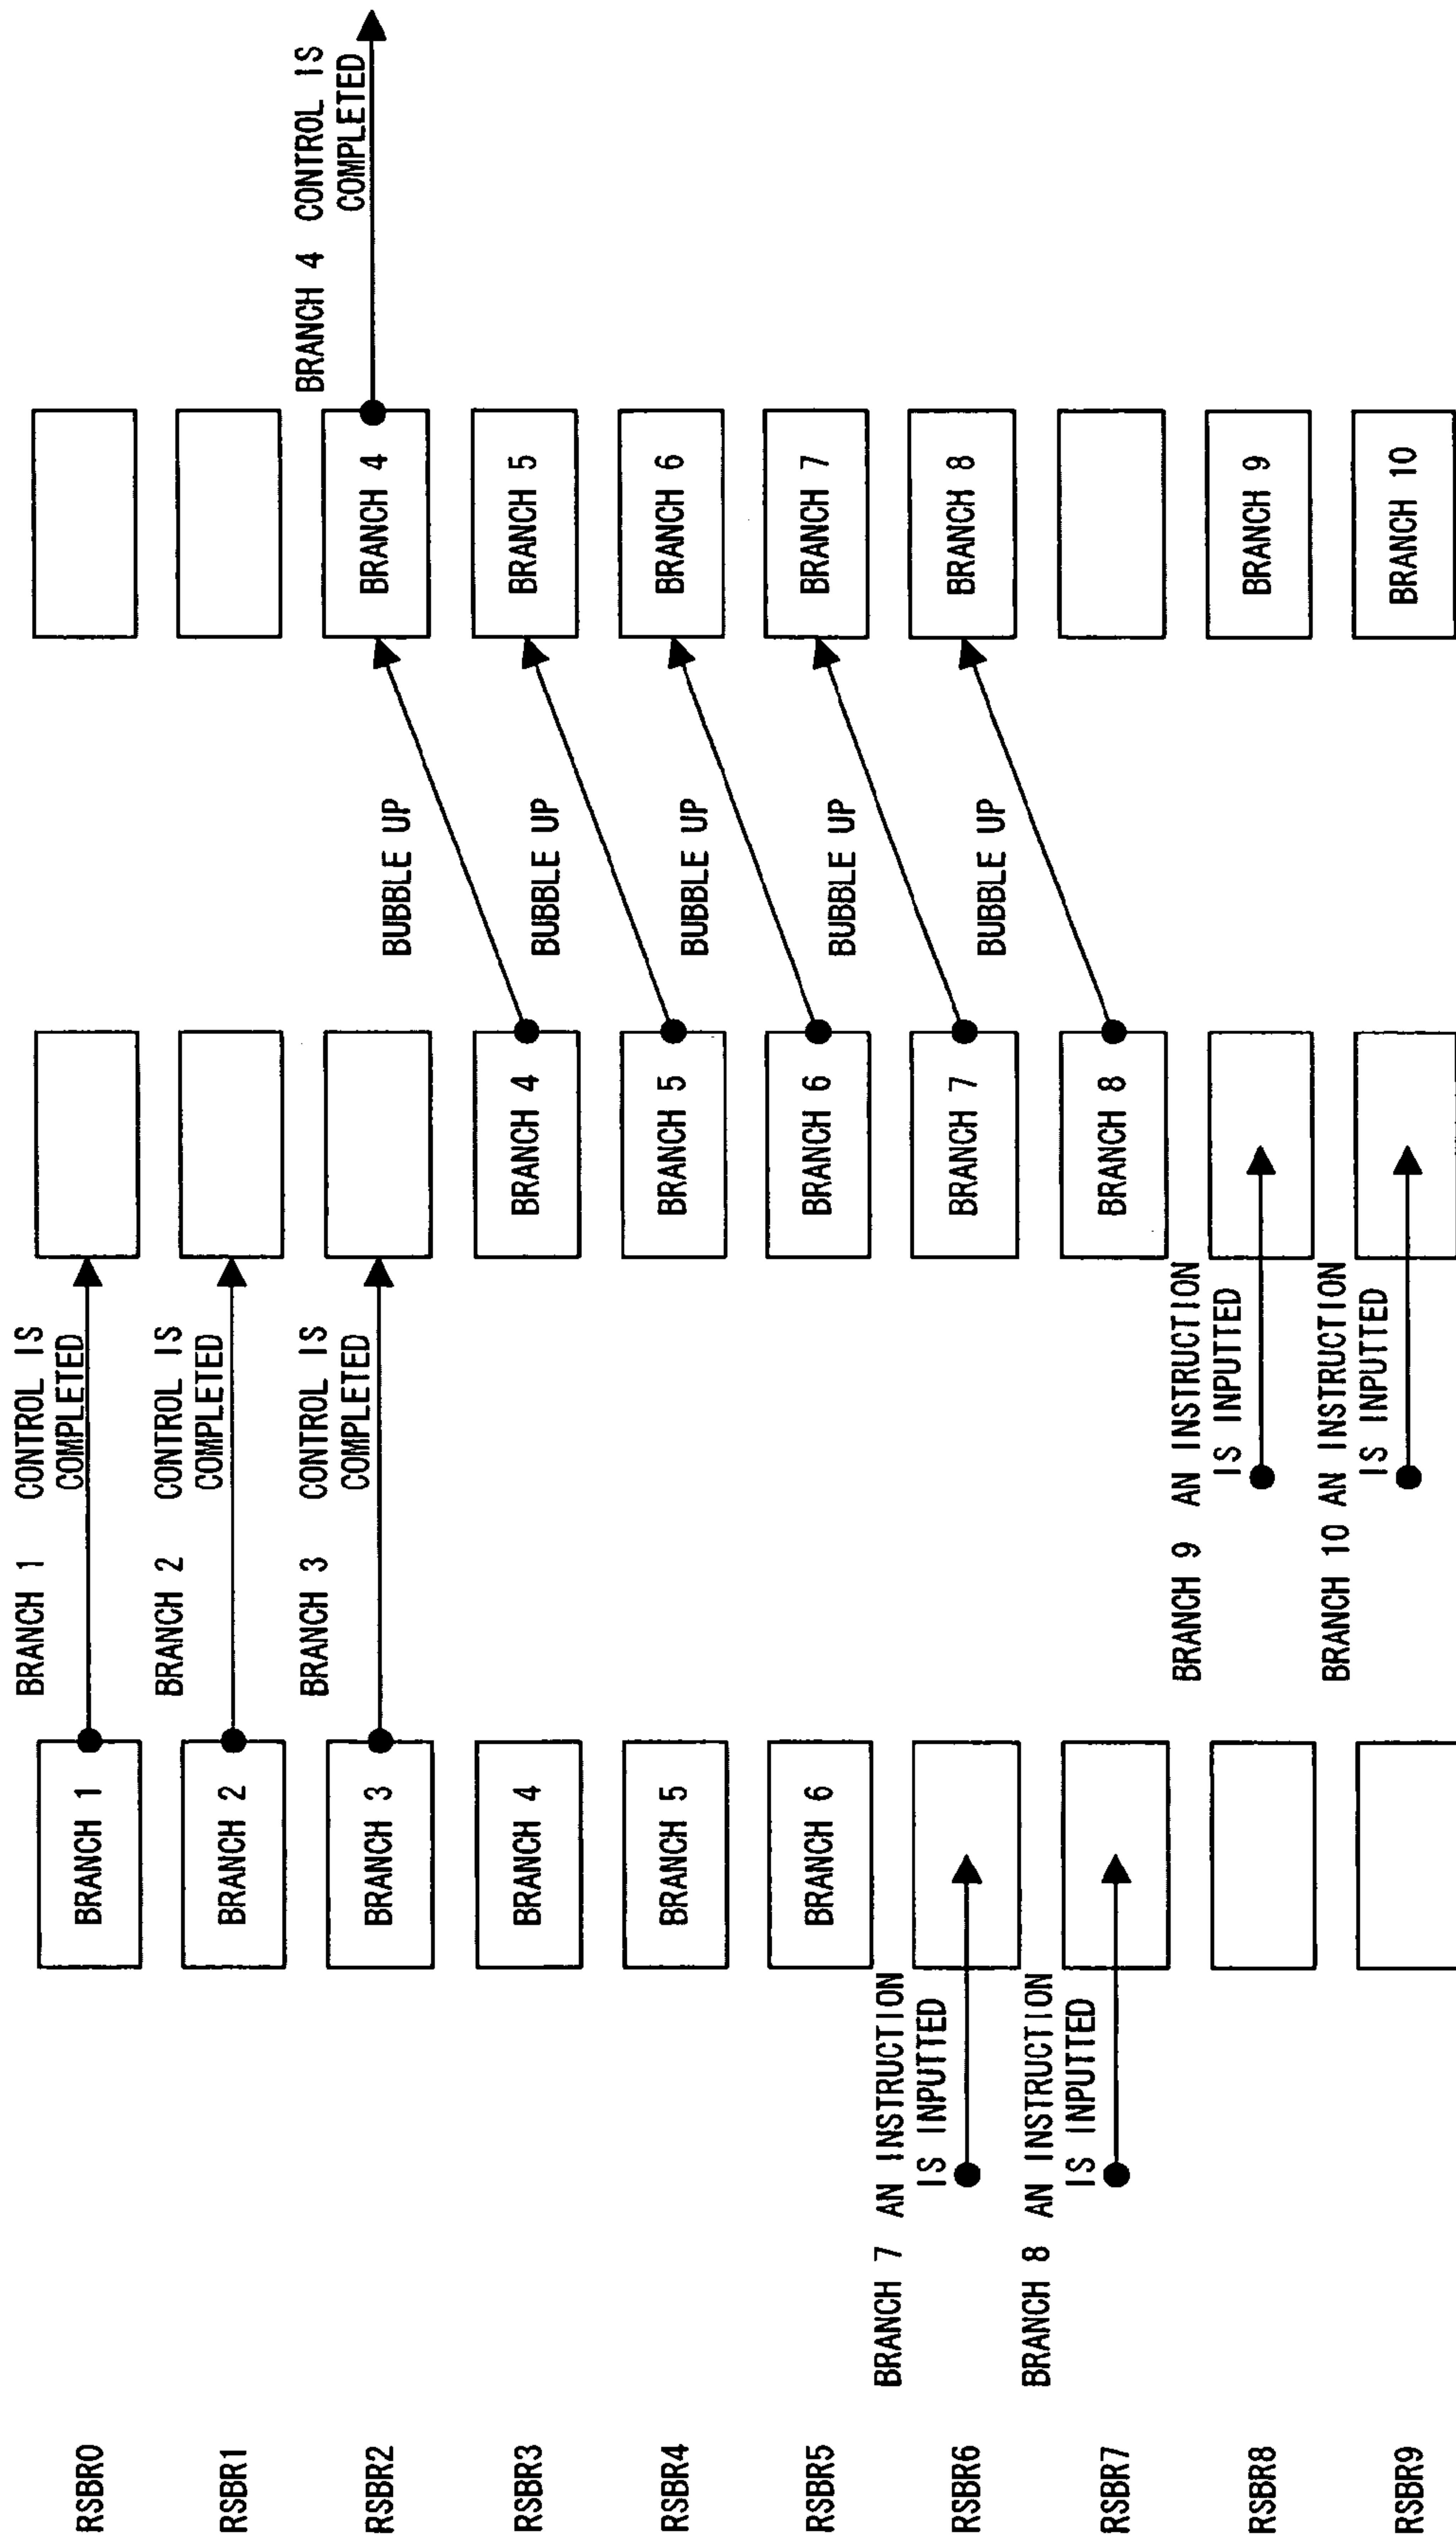 RSBR0
BRANCH 1
BRANCH 1 CONTROL IS
COMPLETED
RSBR1
BRANCH 2
BRANCH 2 CONTROL IS
COMPLETED
RSBR2
BRANCH 3
BRANCH 3 CONTROL IS
COMPLETED
BRANCH 4
BRANCH 4 CONTROL IS
COMPLETED
RSBR3
BRANCH 4
BRANCH 4
BUBBLE UP
BRANCH 5
RSBR4
BRANCH 5
BRANCH 5
BUBBLE UP
BRANCH 6
RSBR5
BRANCH 6
BRANCH 6
BUBBLE UP
BRANCH 7
RSBR6
BRANCH 7 AN INSTRUCTION
IS INPUTTED
BRANCH 7
BUBBLE UP
BRANCH 8
RSBR7
BRANCH 8 AN INSTRUCTION
IS INPUTTED
BRANCH 8
BUBBLE UP
RSBR8
BRANCH 9 AN INSTRUCTION
IS INPUTTED
BRANCH 9
RSBR9
BRANCH 10 AN INSTRUCTION
IS INPUTTED
BRANCH 10